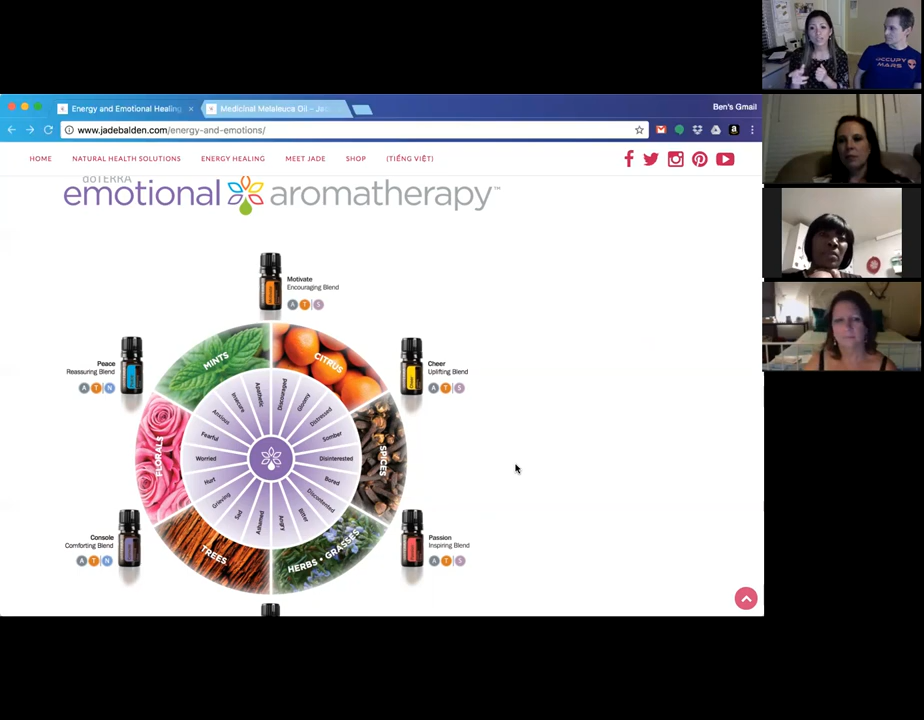 OCCUPY
MARS
Energy and Emotional Healing
Medicinal Melaleuca Oil – Jad
Ben's Gmail
www.jadebalden.com/energy-and-emotions/
HOME NATURAL HEALTH SOLUTIONS ENERGY HEALING MEET JADE SHOP (TIẾNG VIỆT)
dōTERRA
emotional aromatherapy™
Motivate
Encouraging Blend
A T S
Peace
Reassuring Blend
A T N
Cheer
Uplifting Blend
A T S
MINTS
CITRUS
SPICES
HERBS • GRASSES
TREES
FLORALS
Discouraged
Gloomy
Distressed
Somber
Disinterested
Bored
Discontented
Bitter
Angry
Ashamed
Sad
Grieving
Hurt
Worried
Fearful
Anxious
Insecure
Apathetic
Console
Comforting Blend
A T N
Passion
Inspiring Blend
A T S